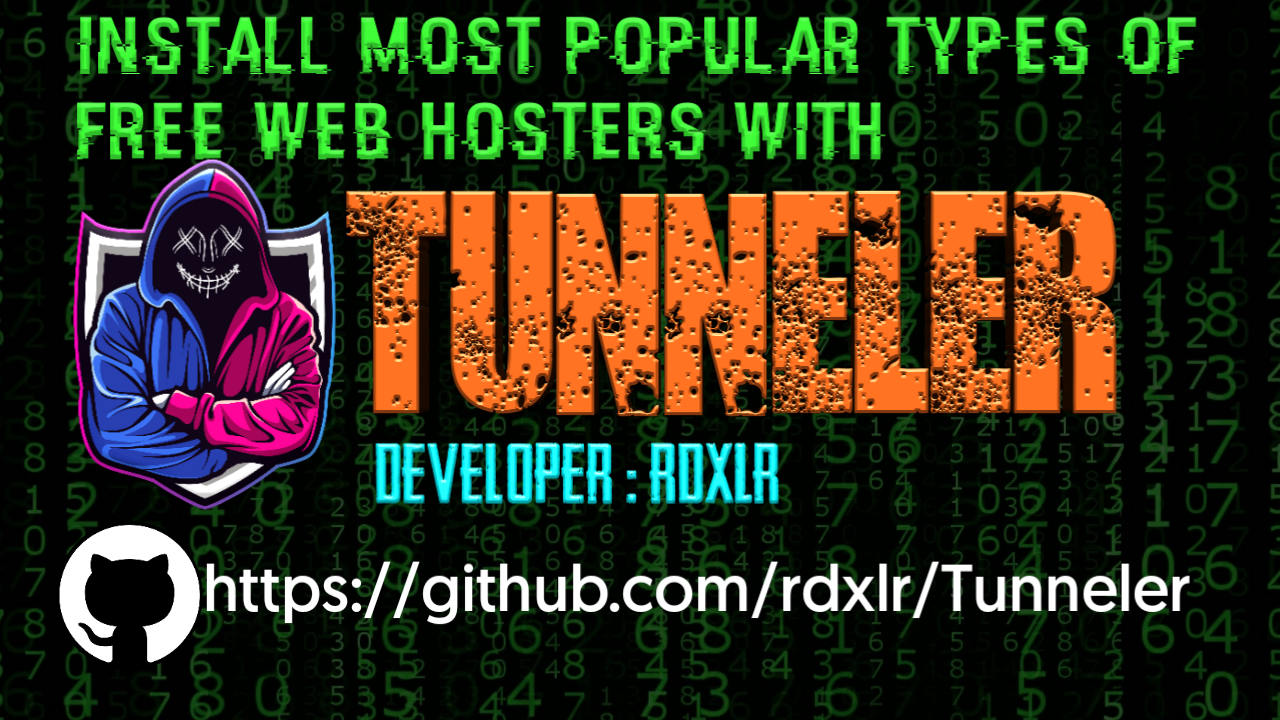 INSTALL MOST POPULAR TYPES OF
FREE WEB HOSTERS WITH
TUNNELER
DEVELOPER : RDXLR
https://github.com/rdxlr/Tunneler